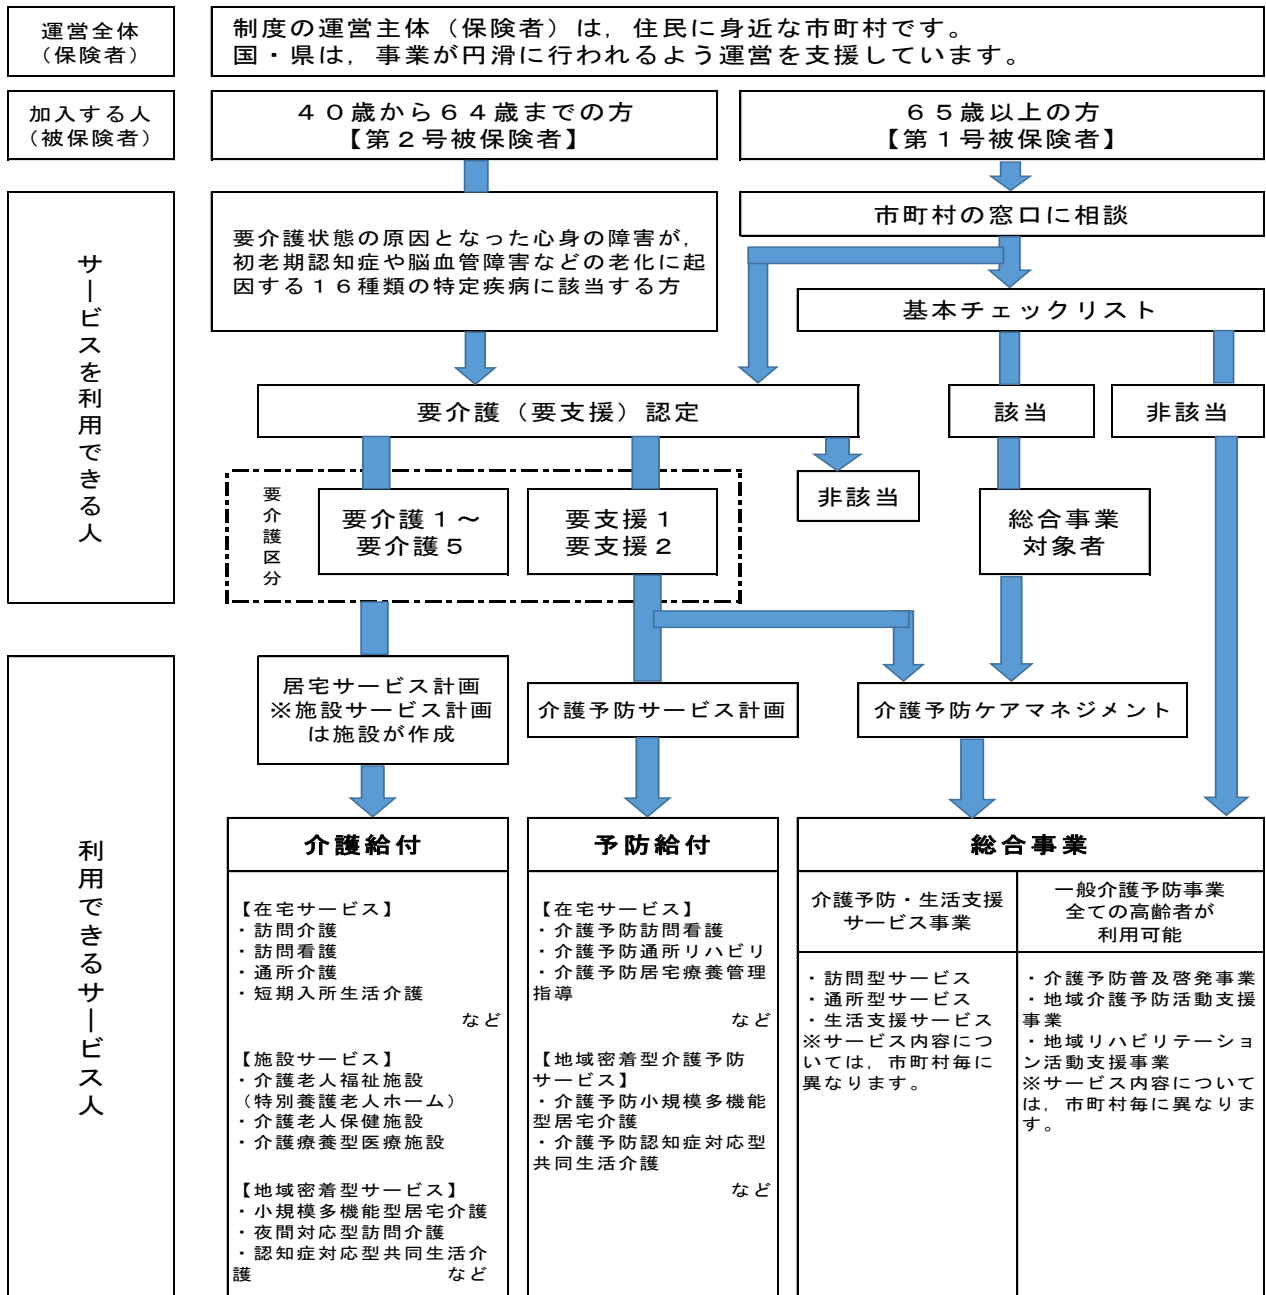 運営全体
（保険者）
制度の運営主体（保険者）は，住民に身近な市町村です。
国・県は，事業が円滑に行われるよう運営を支援しています。
加入する人
（被保険者）
４０歳から６４歳までの方
【第２号被保険者】
６５歳以上の方
【第１号被保険者】
サービスを利用できる人
要介護状態の原因となった心身の障害が，
初老期認知症や脳血管障害などの老化に起
因する１６種類の特定疾病に該当する方
市町村の窓口に相談
基本チェックリスト
要介護（要支援）認定
該当
非該当
要介護区分
要介護１～
要介護５
要支援１
要支援２
非該当
総合事業
対象者
利用できるサービス人
居宅サービス計画
※施設サービス計画
は施設が作成
介護予防サービス計画
介護予防ケアマネジメント
介護給付
【在宅サービス】
・訪問介護
・訪問看護
・通所介護
・短期入所生活介護
など
【施設サービス】
・介護老人福祉施設
（特別養護老人ホーム）
・介護老人保健施設
・介護療養型医療施設
【地域密着型サービス】
・小規模多機能型居宅介護
・夜間対応型訪問介護
・認知症対応型共同生活介
護 など
予防給付
【在宅サービス】
・介護予防訪問看護
・介護予防通所リハビリ
・介護予防居宅療養管理
指導
など
【地域密着型介護予防
サービス】
・介護予防小規模多機能
型居宅介護
・介護予防認知症対応型
共同生活介護
など
総合事業
介護予防・生活支援
サービス事業
・訪問型サービス
・通所型サービス
・生活支援サービス
※サービス内容につ
いては，市町村毎に
異なります。
一般介護予防事業
全ての高齢者が
利用可能
・介護予防普及啓発事業
・地域介護予防活動支援
事業
・地域リハビリテーショ
ン活動支援事業
※サービス内容について
は，市町村毎に異なりま
す。